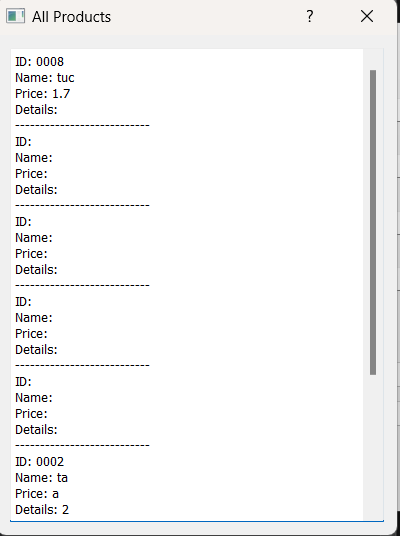 All Products
ID: 0008
Name: tuc
Price: 1.7
Details:
---------------------------
ID:
Name:
Price:
Details:
---------------------------
ID:
Name:
Price:
Details:
---------------------------
ID:
Name:
Price:
Details:
---------------------------
ID:
Name:
Price:
Details:
---------------------------
ID: 0002
Name: ta
Price: a
Details: 2